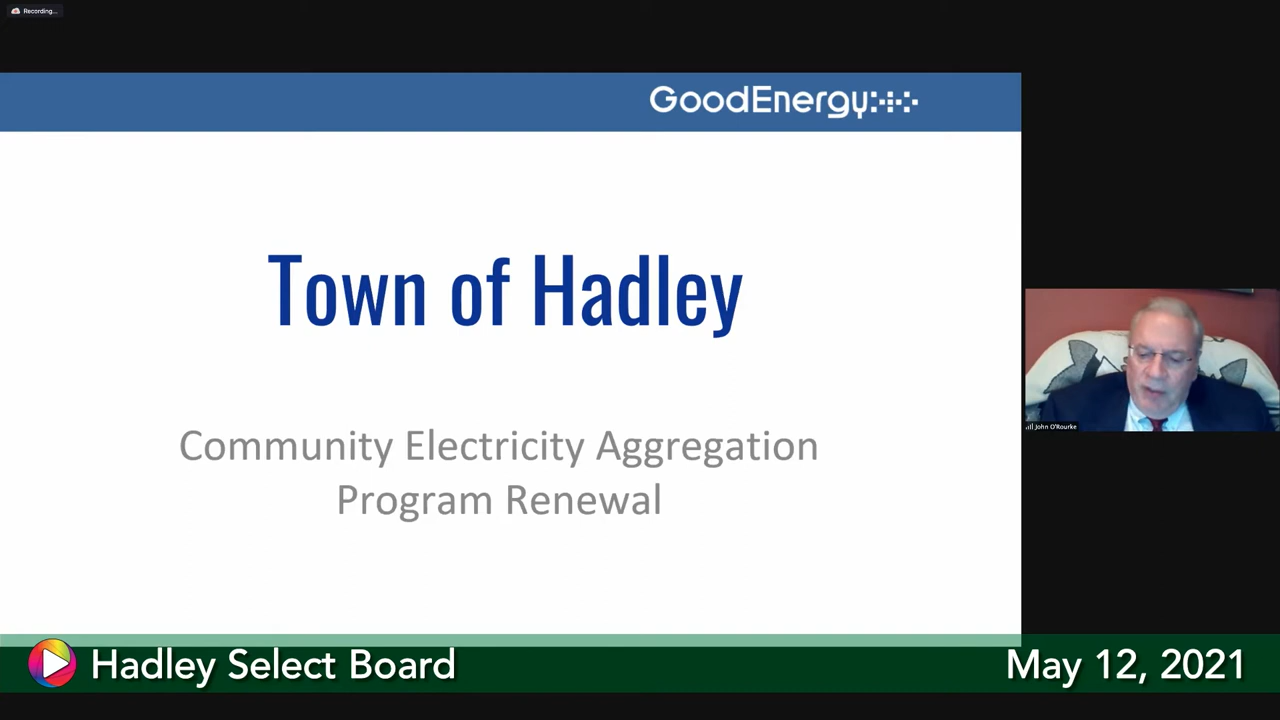 Recording...
GoodEnergy
Town of Hadley
Community Electricity Aggregation
Program Renewal
John O'Rourke
Hadley Select Board
May 12, 2021